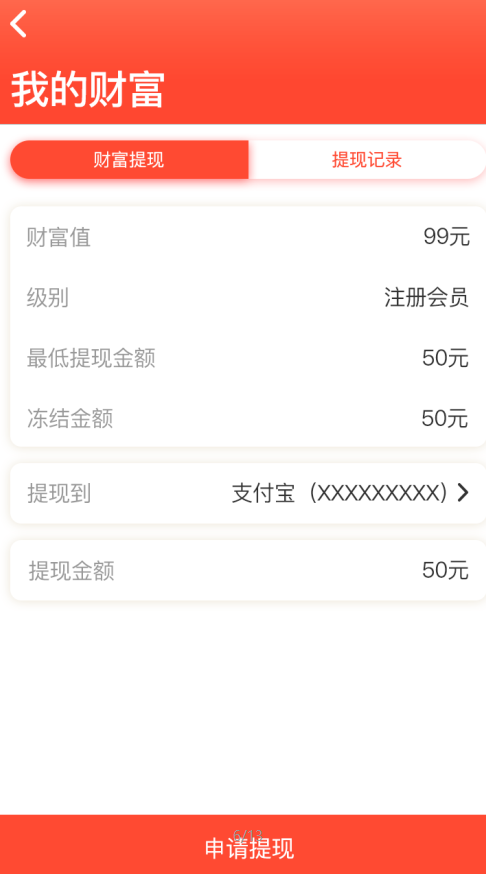 我的财富
财富提现 提现记录
财富值 99元
级别 注册会员
最低提现金额 50元
冻结金额 50元
提现到 支付宝（XXXXXXXXX）
提现金额 50元
6/13
申请提现